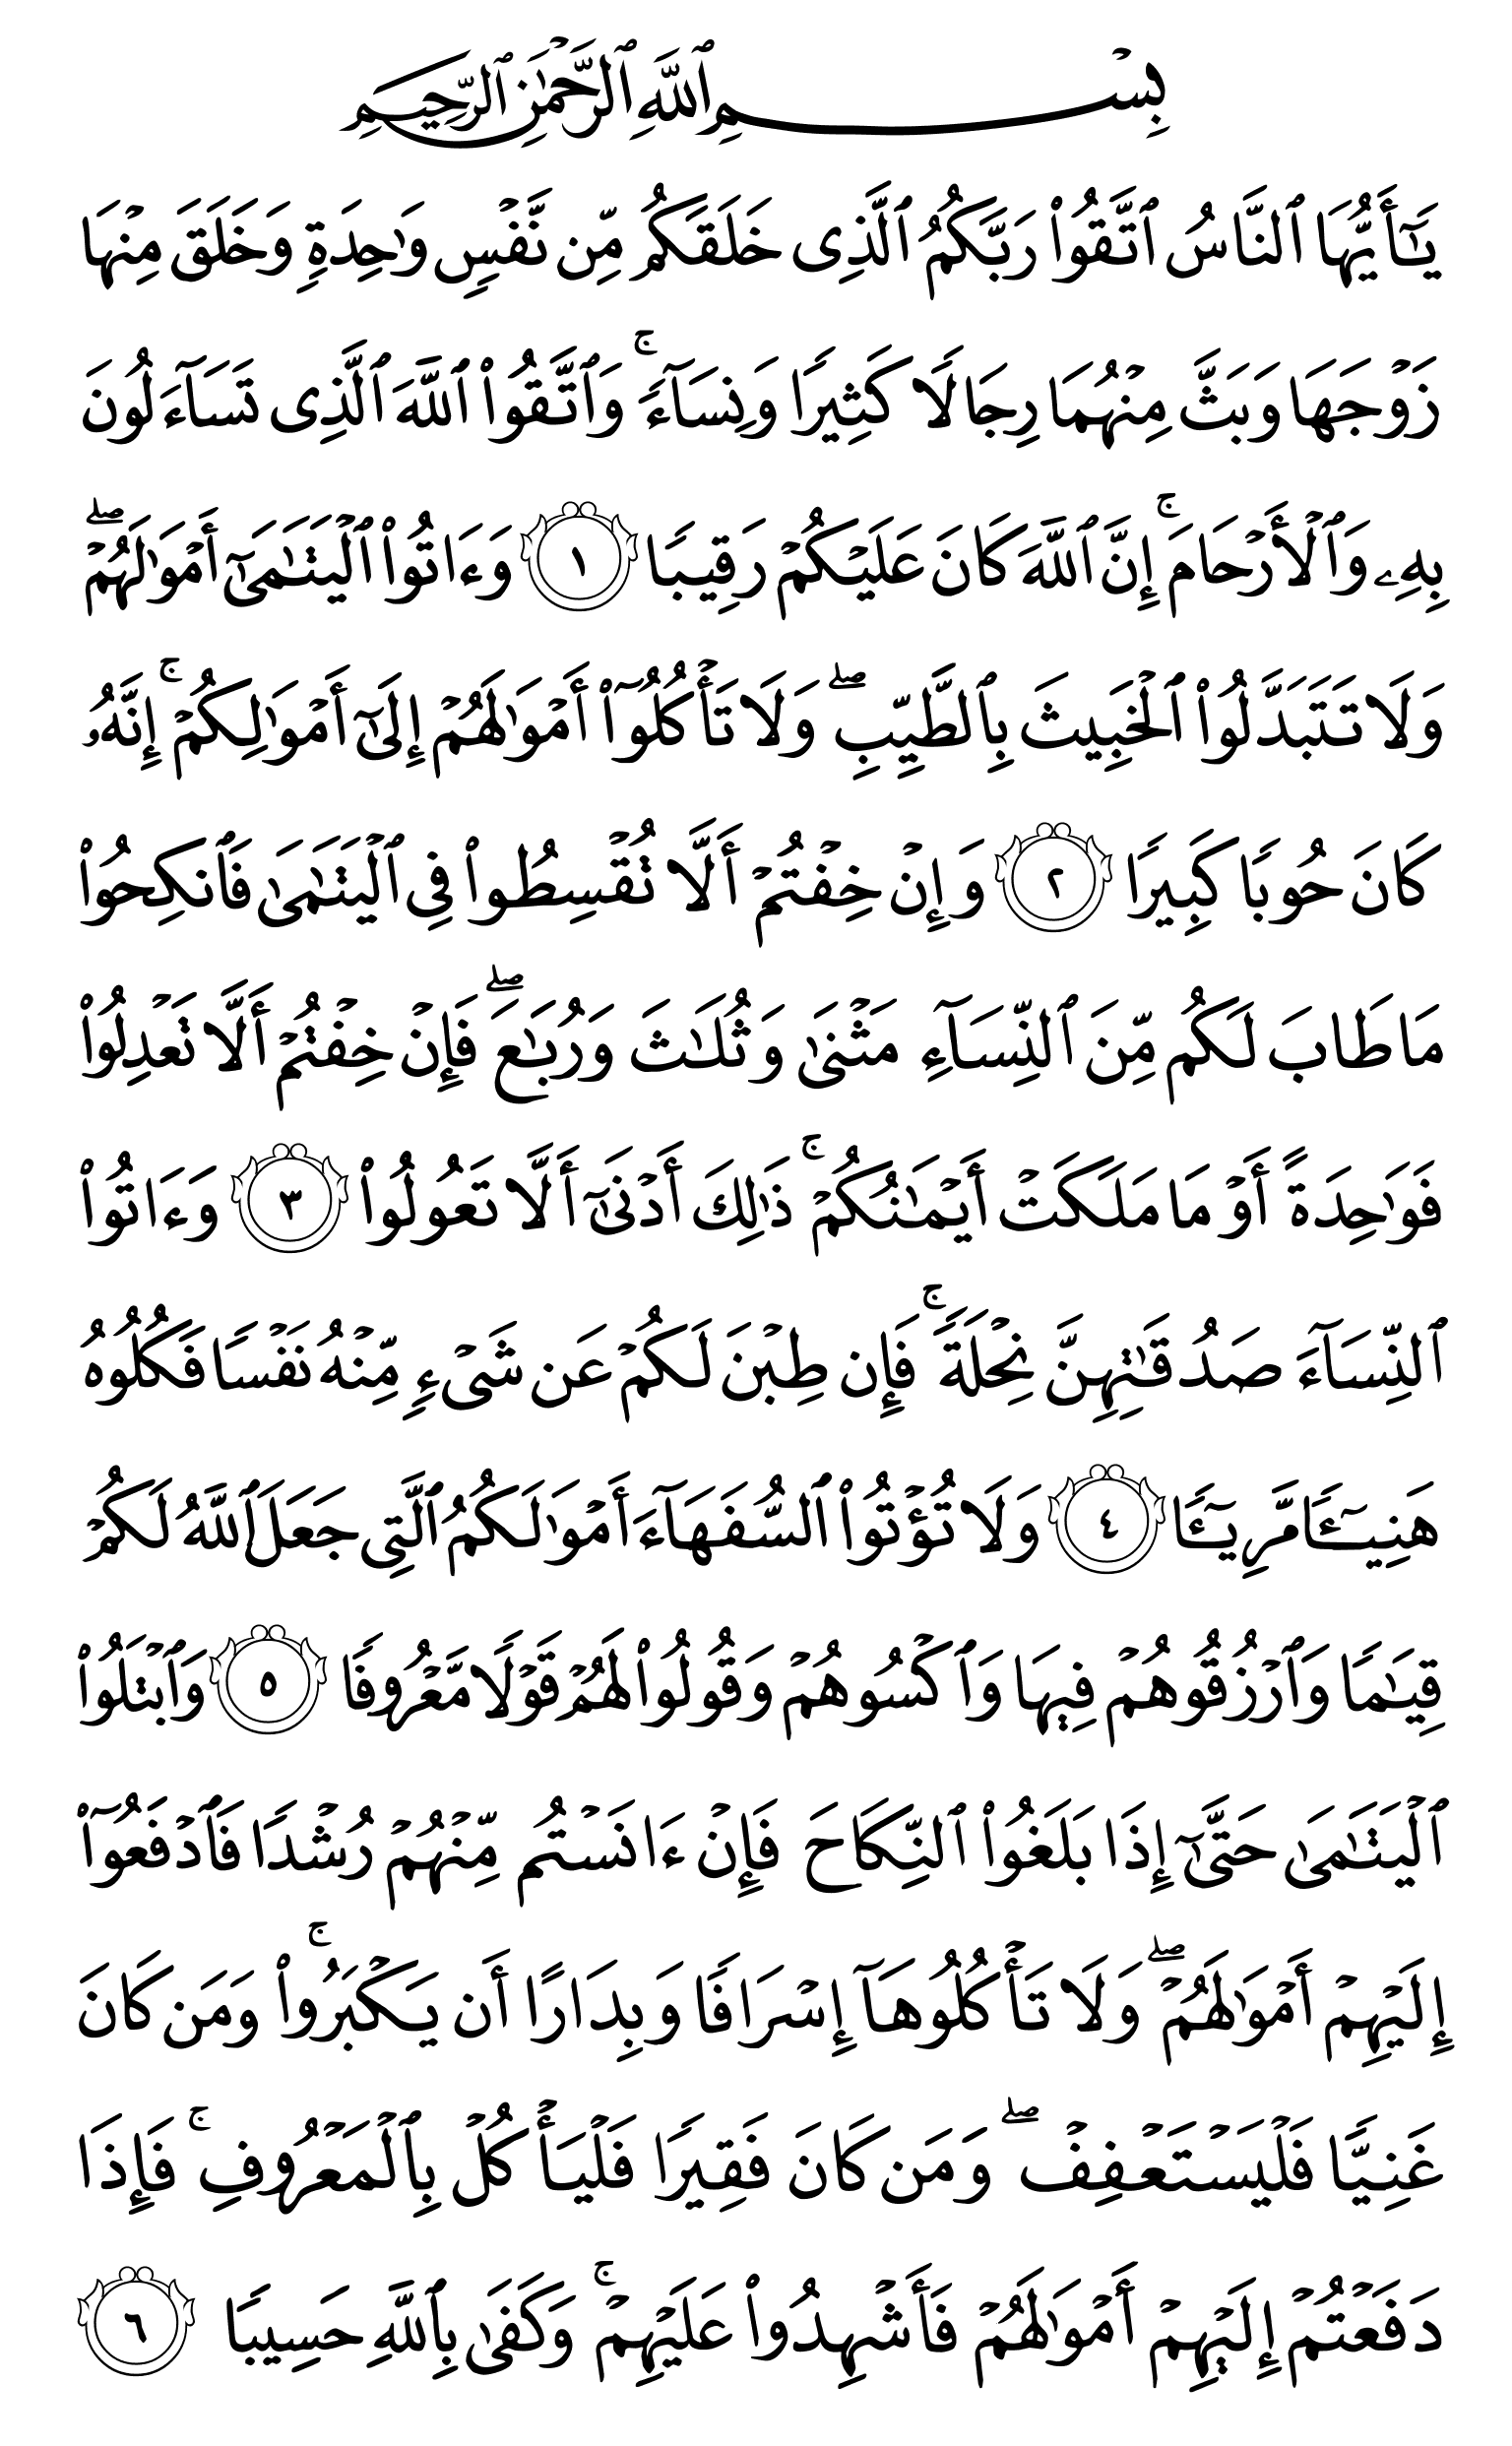 بِسۡمِ ٱللَّهِ ٱلرَّحۡمَٰنِ ٱلرَّحِيمِ
يَٰٓأَيُّهَا ٱلنَّاسُ ٱتَّقُواْ رَبَّكُمُ ٱلَّذِى خَلَقَكُم مِّن نَّفۡسٖ وَٰحِدَةٖ وَخَلَقَ مِنۡهَا
زَوۡجَهَا وَبَثَّ مِنۡهُمَا رِجَالٗا كَثِيرٗا وَنِسَآءٗۚ وَٱتَّقُواْ ٱللَّهَ ٱلَّذِى تَسَآءَلُونَ
بِهِۦ وَٱلۡأَرۡحَامَۚ إِنَّ ٱللَّهَ كَانَ عَلَيۡكُمۡ رَقِيبٗا ١ وَءَاتُواْ ٱلۡيَتَٰمَىٰٓ أَمۡوَٰلَهُمۡۖ
وَلَا تَتَبَدَّلُواْ ٱلۡخَبِيثَ بِٱلطَّيِّبِۖ وَلَا تَأۡكُلُوٓاْ أَمۡوَٰلَهُمۡ إِلَىٰٓ أَمۡوَٰلِكُمۡۚ إِنَّهُۥ
كَانَ حُوبٗا كَبِيرٗا ٢ وَإِنۡ خِفۡتُمۡ أَلَّا تُقۡسِطُواْ فِى ٱلۡيَتَٰمَىٰ فَٱنكِحُواْ
مَا طَابَ لَكُم مِّنَ ٱلنِّسَآءِ مَثۡنَىٰ وَثُلَٰثَ وَرُبَٰعَۖ فَإِنۡ خِفۡتُمۡ أَلَّا تَعۡدِلُواْ
فَوَٰحِدَةً أَوۡ مَا مَلَكَتۡ أَيۡمَٰنُكُمۡۚ ذَٰلِكَ أَدۡنَىٰٓ أَلَّا تَعُولُواْ ٣ وَءَاتُواْ
ٱلنِّسَآءَ صَدُقَٰتِهِنَّ نِحۡلَةٗۚ فَإِن طِبۡنَ لَكُمۡ عَن شَىۡءٖ مِّنۡهُ نَفۡسٗا فَكُلُوهُ
هَنِيٓـٔٗا مَّرِيٓـٔٗا ٤ وَلَا تُؤۡتُواْ ٱلسُّفَهَآءَ أَمۡوَٰلَكُمُ ٱلَّتِى جَعَلَ ٱللَّهُ لَكُمۡ
قِيَٰمٗا وَٱرۡزُقُوهُمۡ فِيهَا وَٱكۡسُوهُمۡ وَقُولُواْ لَهُمۡ قَوۡلٗا مَّعۡرُوفٗا ٥ وَٱبۡتَلُواْ
ٱلۡيَتَٰمَىٰ حَتَّىٰٓ إِذَا بَلَغُواْ ٱلنِّكَاحَ فَإِنۡ ءَانَسۡتُم مِّنۡهُمۡ رُشۡدٗا فَٱدۡفَعُوٓاْ
إِلَيۡهِمۡ أَمۡوَٰلَهُمۡۖ وَلَا تَأۡكُلُوهَآ إِسۡرَافٗا وَبِدَارًا أَن يَكۡبَرُواْۚ وَمَن كَانَ
غَنِيّٗا فَلۡيَسۡتَعۡفِفۡۖ وَمَن كَانَ فَقِيرٗا فَلۡيَأۡكُلۡ بِٱلۡمَعۡرُوفِۚ فَإِذَا
دَفَعۡتُمۡ إِلَيۡهِمۡ أَمۡوَٰلَهُمۡ فَأَشۡهِدُواْ عَلَيۡهِمۡۚ وَكَفَىٰ بِٱللَّهِ حَسِيبٗا ٦